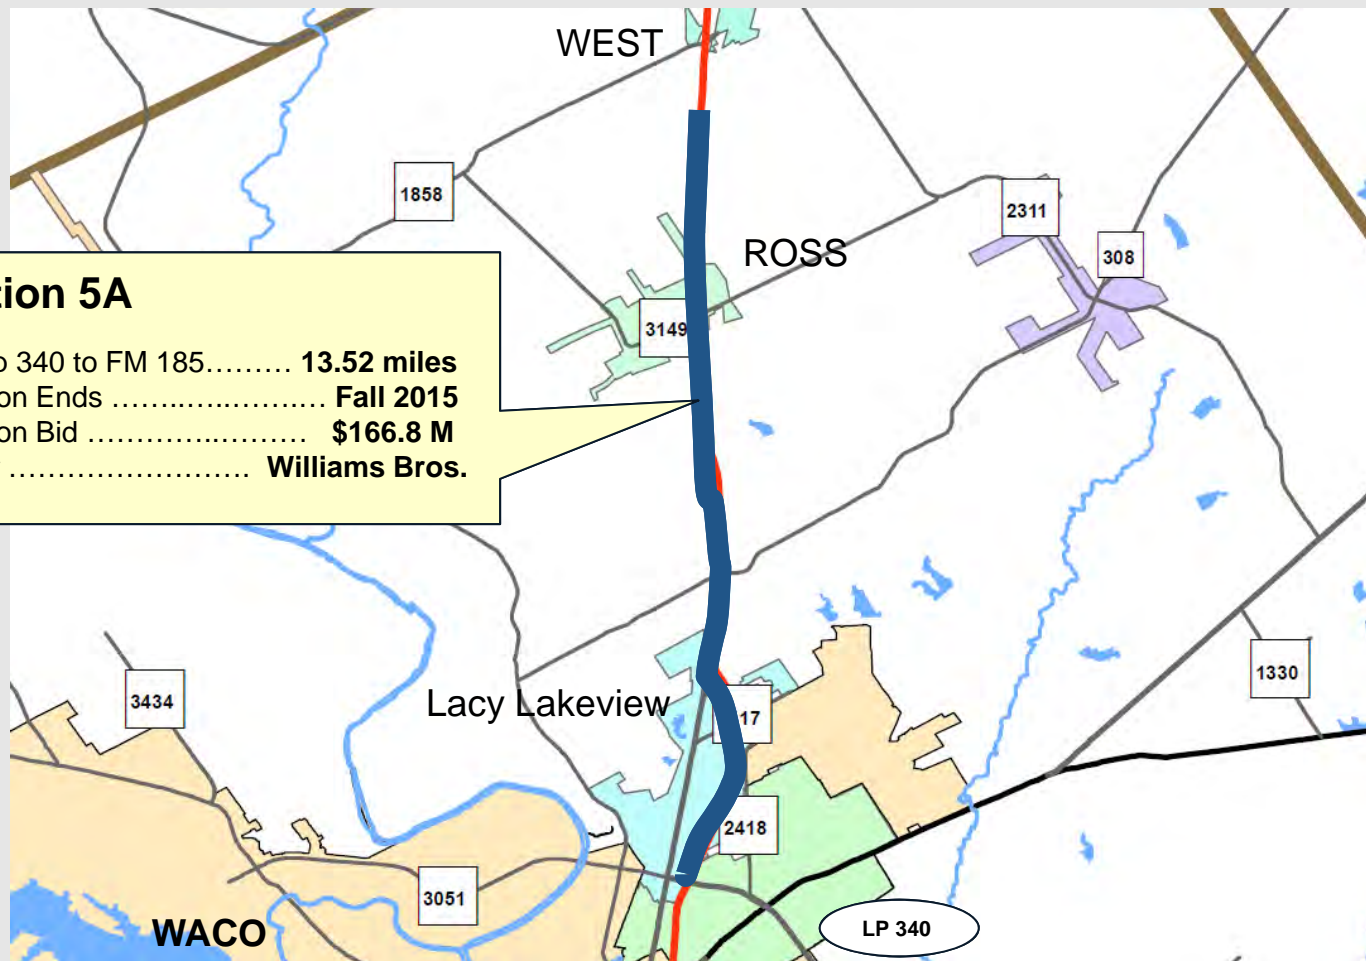 WEST
1858
2311
ROSS
308
tion 5A
3149
o 340 to FM 185......... 13.52 miles
on Ends ........................ Fall 2015
on Bid ........................ $166.8 M
........................... Williams Bros.
1330
3434
Lacy Lakeview
17
2418
3051
WACO
LP 340